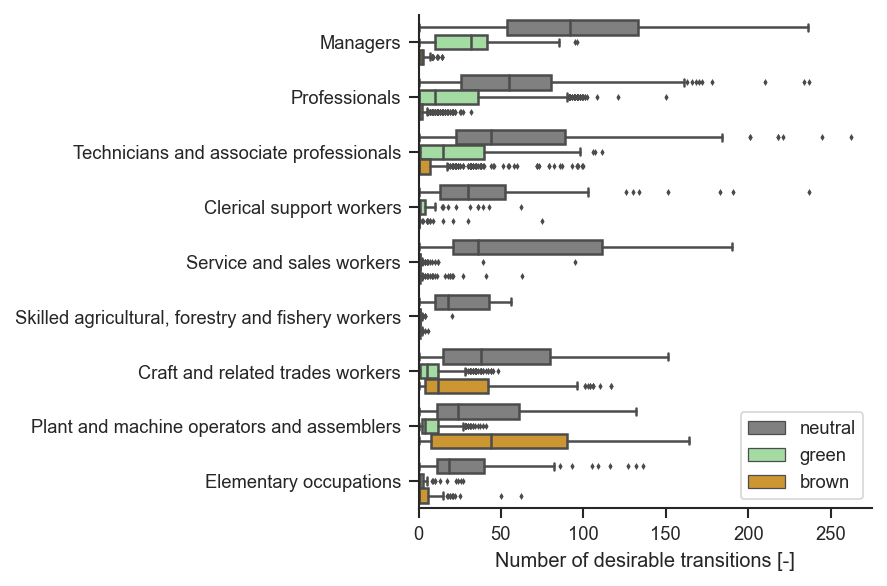 Managers
Professionals
Technicians and associate professionals
Clerical support workers
Service and sales workers
Skilled agricultural, forestry and fishery workers
Craft and related trades workers
Plant and machine operators and assemblers
Elementary occupations
neutral
green
brown
0 50 100 150 200 250
Number of desirable transitions [-]